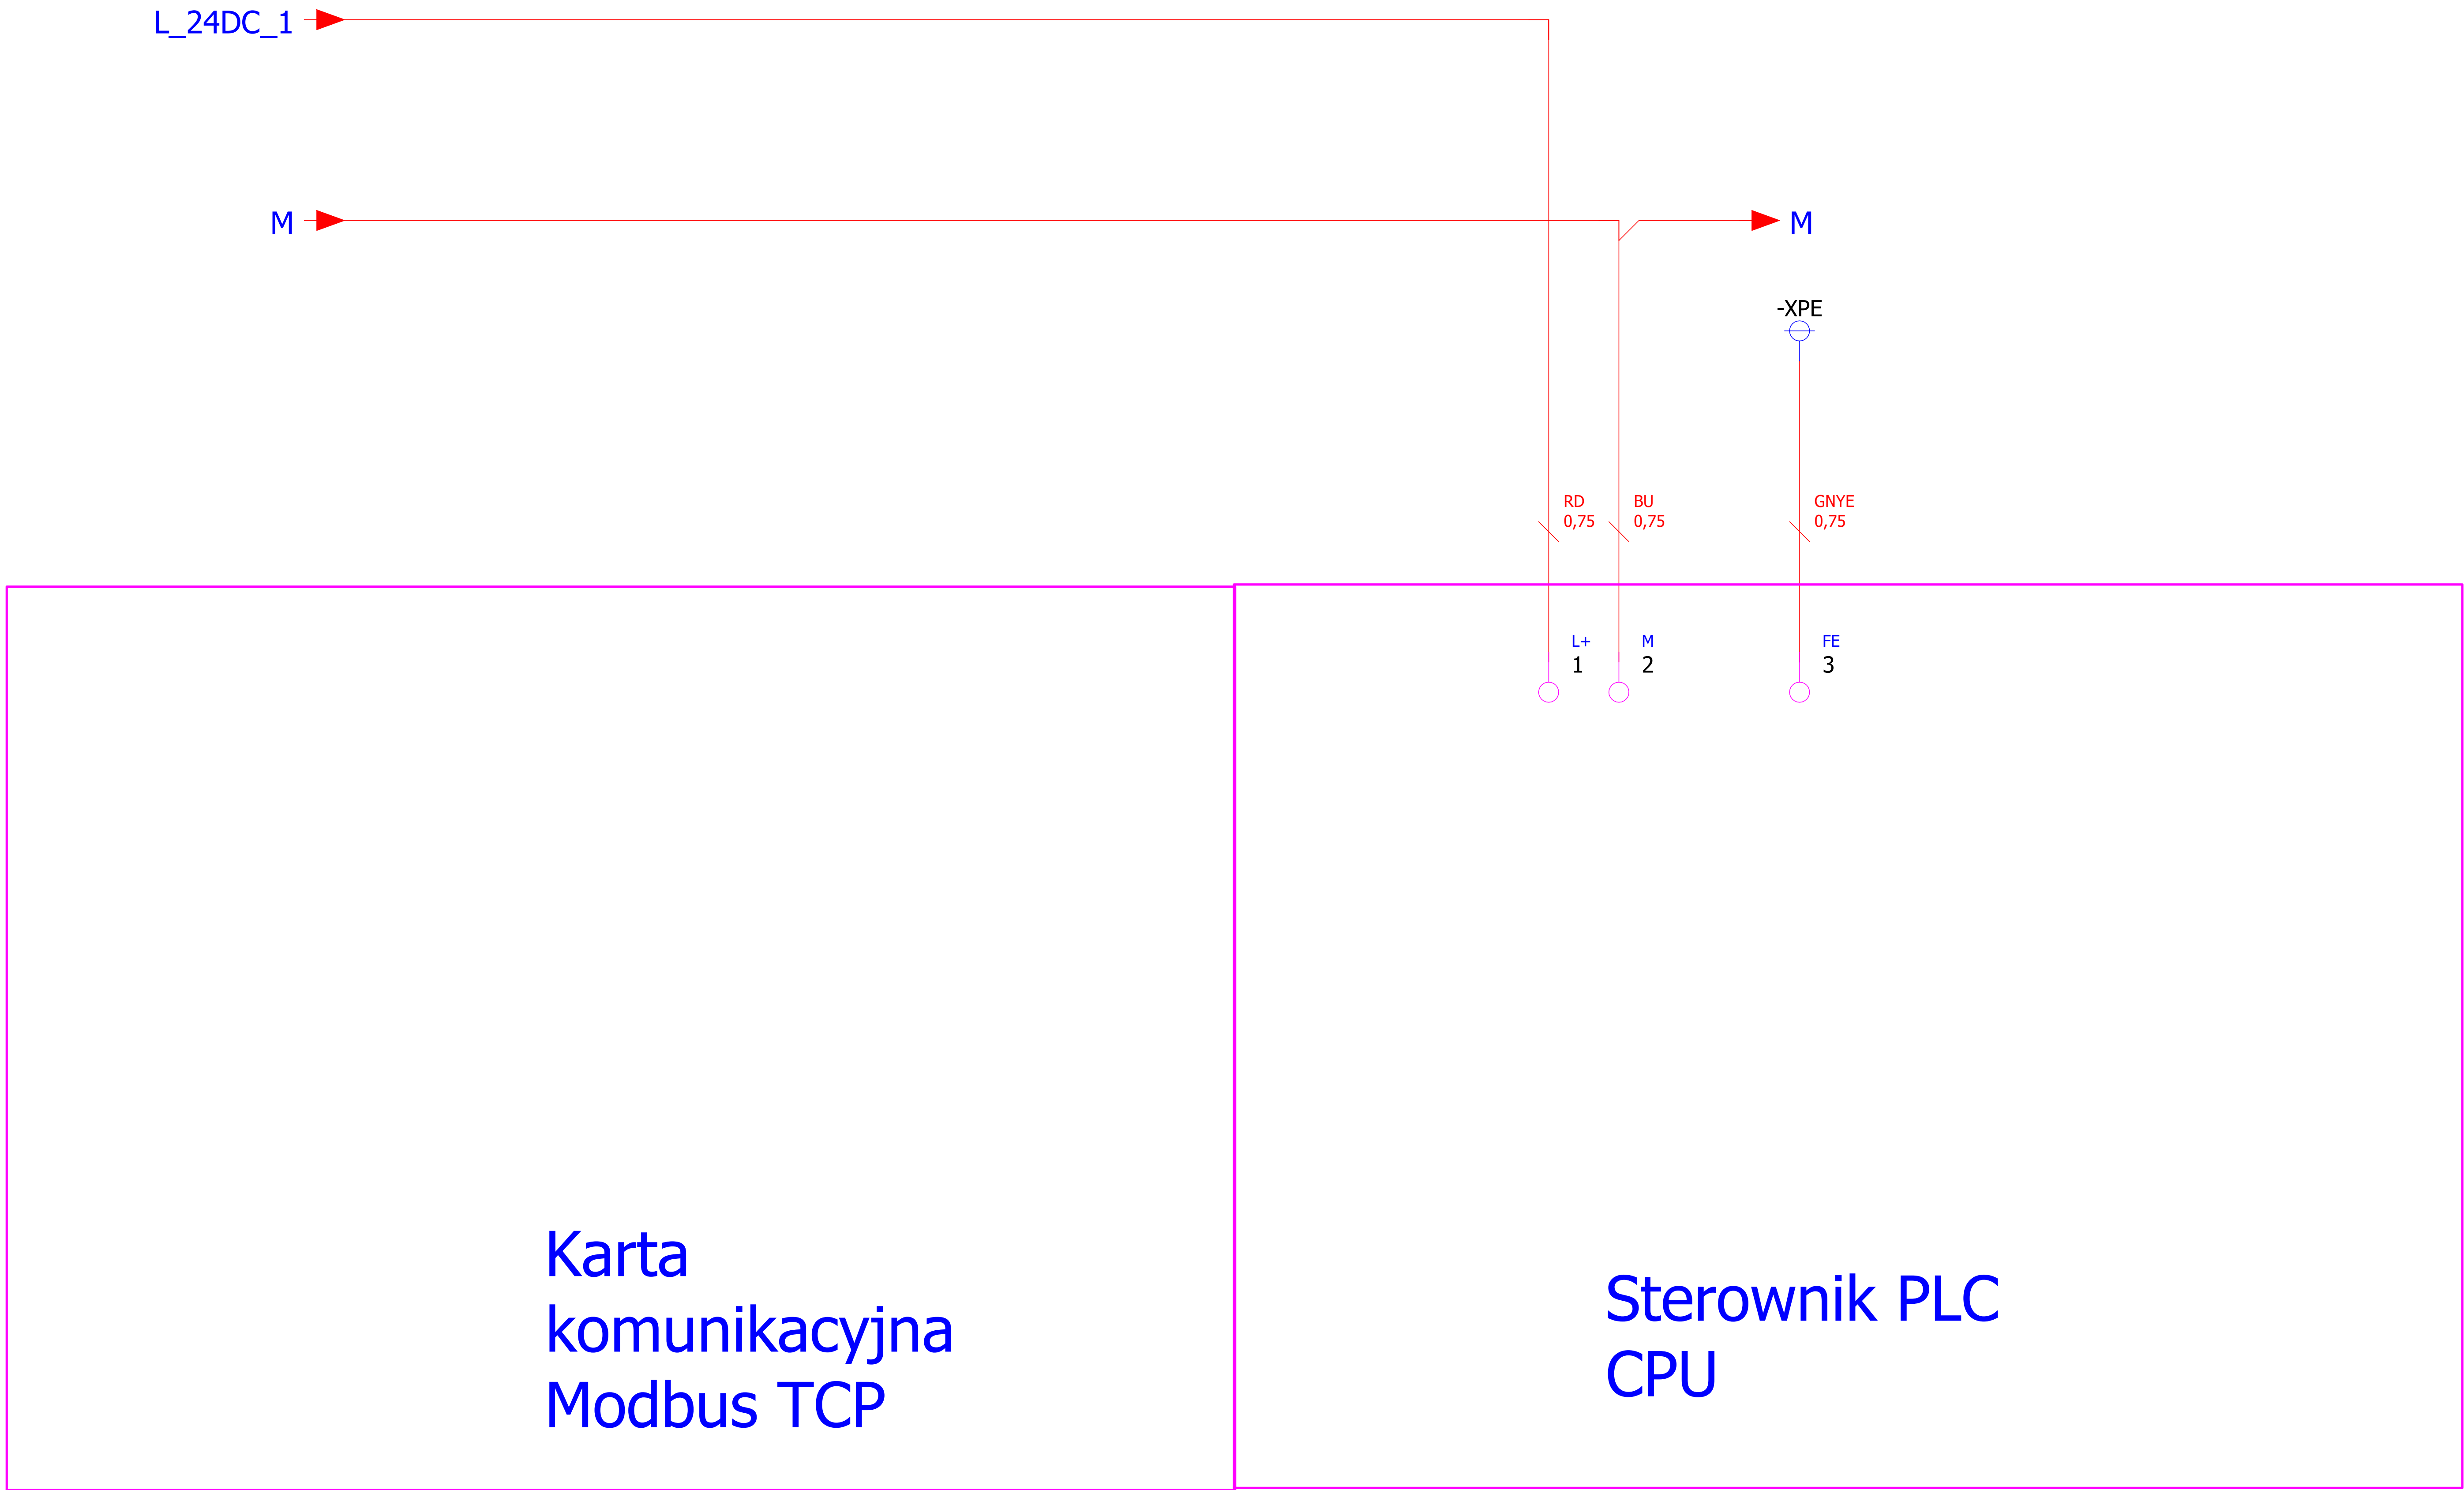 L_24DC_1
M
M
-XPE
RD
0,75
BU
0,75
GNYE
0,75
L+
1
M
2
FE
3
Karta
komunikacyjna
Modbus TCP
Sterownik PLC
CPU